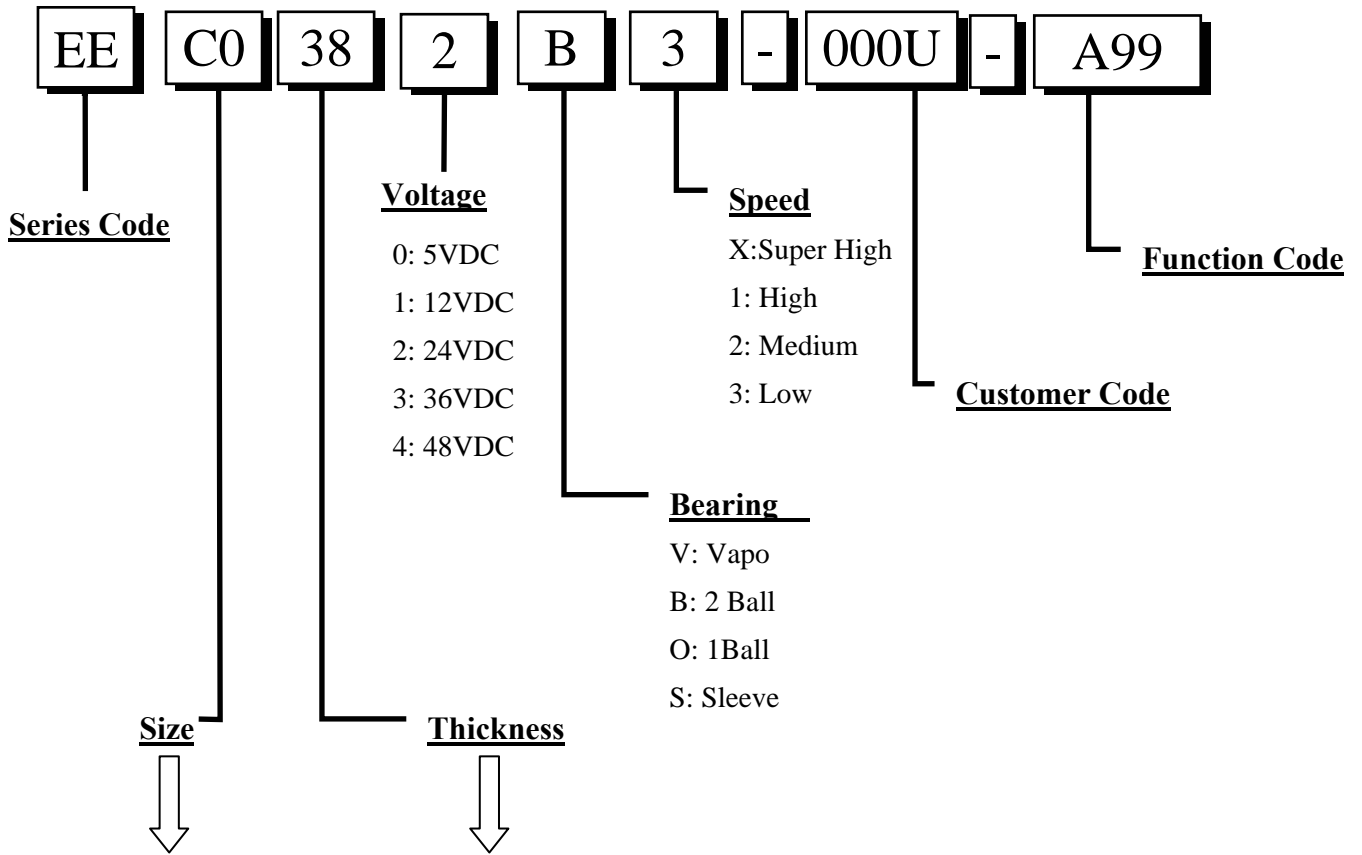 EE C0 38 2 B 3 - 000U - A99
Series Code
Voltage
0: 5VDC
1: 12VDC
2: 24VDC
3: 36VDC
4: 48VDC
Speed
X:Super High
1: High
2: Medium
3: Low
Function Code
Customer Code
Bearing
V: Vapo
B: 2 Ball
O: 1Ball
S: Sleeve
Size
Thickness